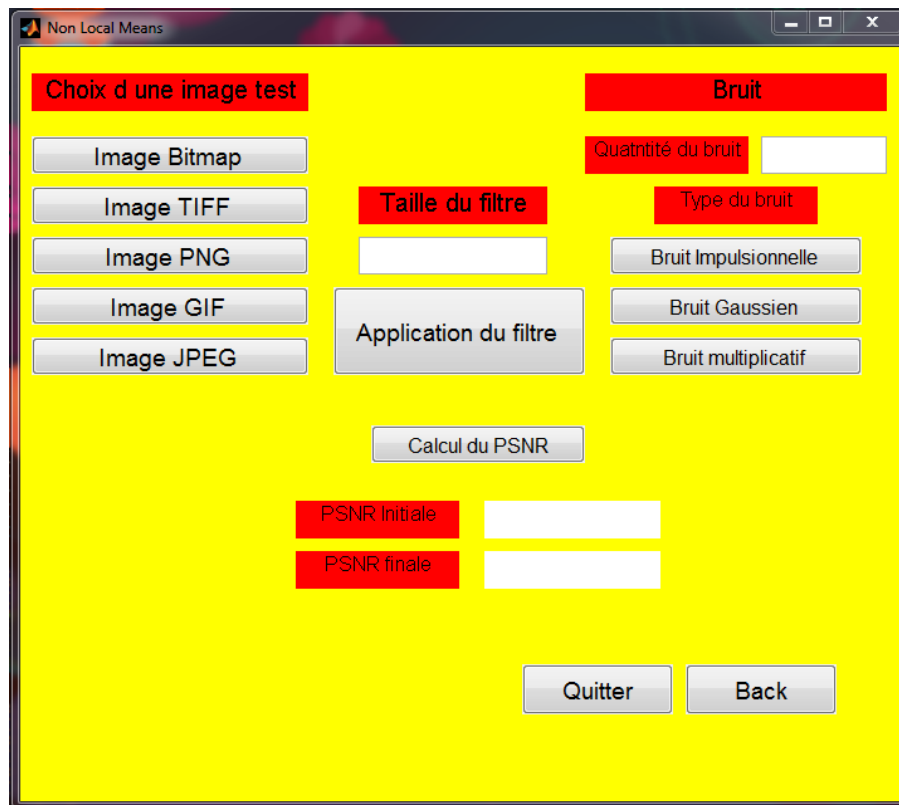 Non Local Means
Choix d une image test
Bruit
Image Bitmap
Quatntité du bruit
Image TIFF
Taille du filtre
Type du bruit
Image PNG
Bruit Impulsionnelle
Image GIF
Application du filtre
Bruit Gaussien
Image JPEG
Bruit multiplicatif
Calcul du PSNR
PSNR Initiale
PSNR finale
Quitter
Back